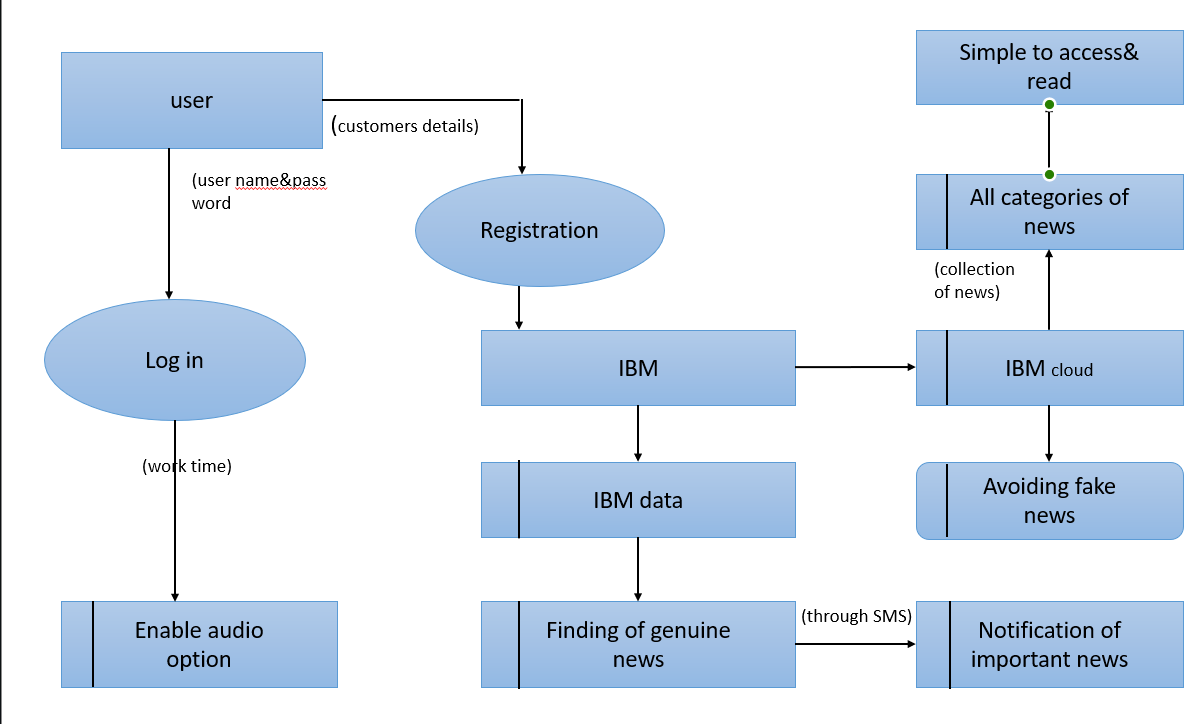 Simple to access&
read
user
(customers details)
(user name&pass
word
All categories of
news
Registration
(collection
of news)
Log in
IBM
IBM cloud
(work time)
IBM data
Avoiding fake
news
Enable audio
option
Finding of genuine
news
(through SMS)
Notification of
important news